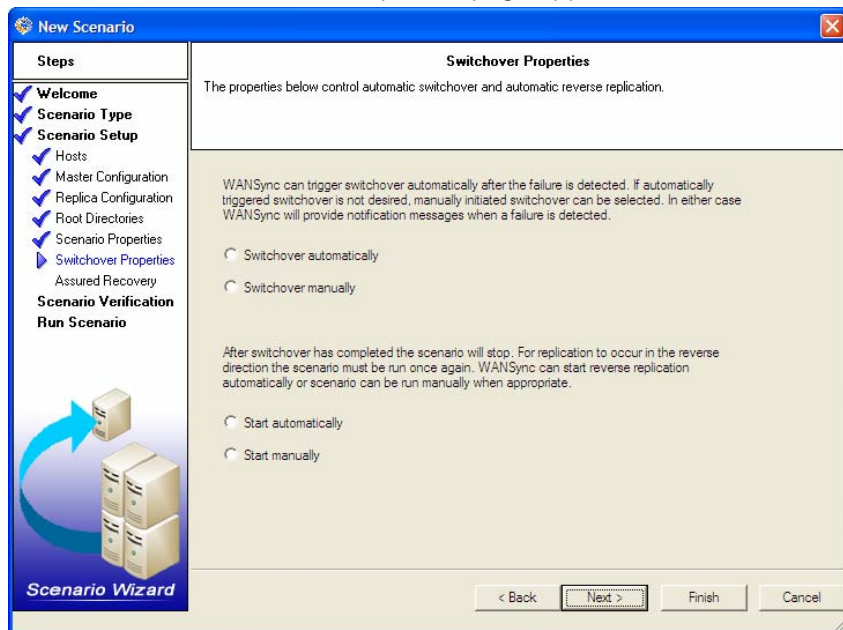 New Scenario
Steps
Welcome
Scenario Type
Scenario Setup
Hosts
Master Configuration
Replica Configuration
Root Directories
Scenario Properties
Switchover Properties
Assured Recovery
Scenario Verification
Run Scenario
Scenario Wizard
Switchover Properties
The properties below control automatic switchover and automatic reverse replication.
WANSync can trigger switchover automatically after the failure is detected. If automatically
triggered switchover is not desired, manually initiated switchover can be selected. In either case
WANSync will provide notification messages when a failure is detected.
Switchover automatically
Switchover manually
After switchover has completed the scenario will stop. For replication to occur in the reverse
direction the scenario must be run once again. WANSync can start reverse replication
automatically or scenario can be run manually when appropriate.
Start automatically
Start manually
< Back
Next >
Finish
Cancel